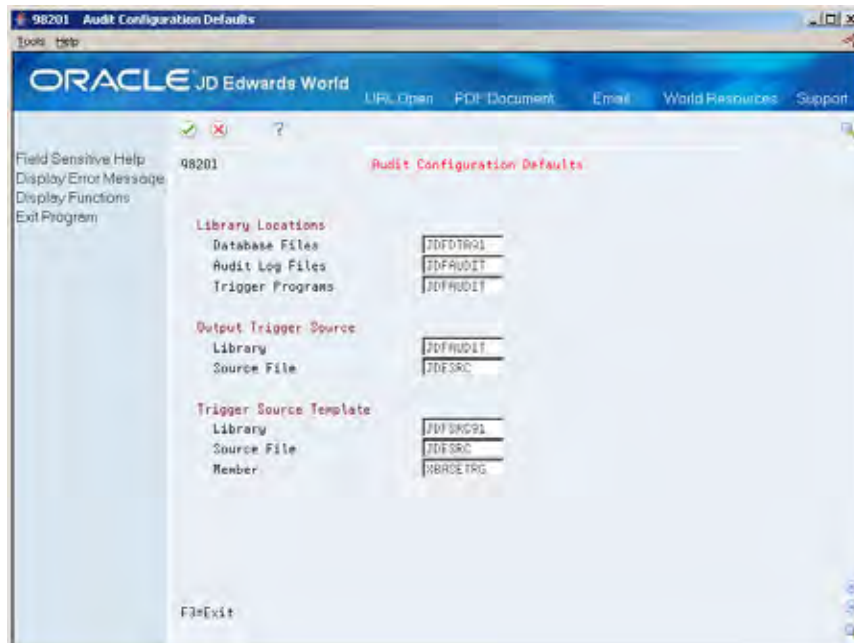 98201 Audit Configuration Defaults
Tools Help
ORACLE JD Edwards World
URL Open PDF Document Email World Resources Support
?
Field Sensitive Help
Display Error Message
Display Functions
Exit Program
98201 Audit Configuration Defaults
Library Locations
Database Files JDFDTA91
Audit Log Files JDFAUDIT
Trigger Programs JDFAUDIT
Output Trigger Source
Library JDFAUDIT
Source File JDESRC
Trigger Source Template
Library JDFSRC91
Source File JDESRC
Member XBASETRG
F3=Exit